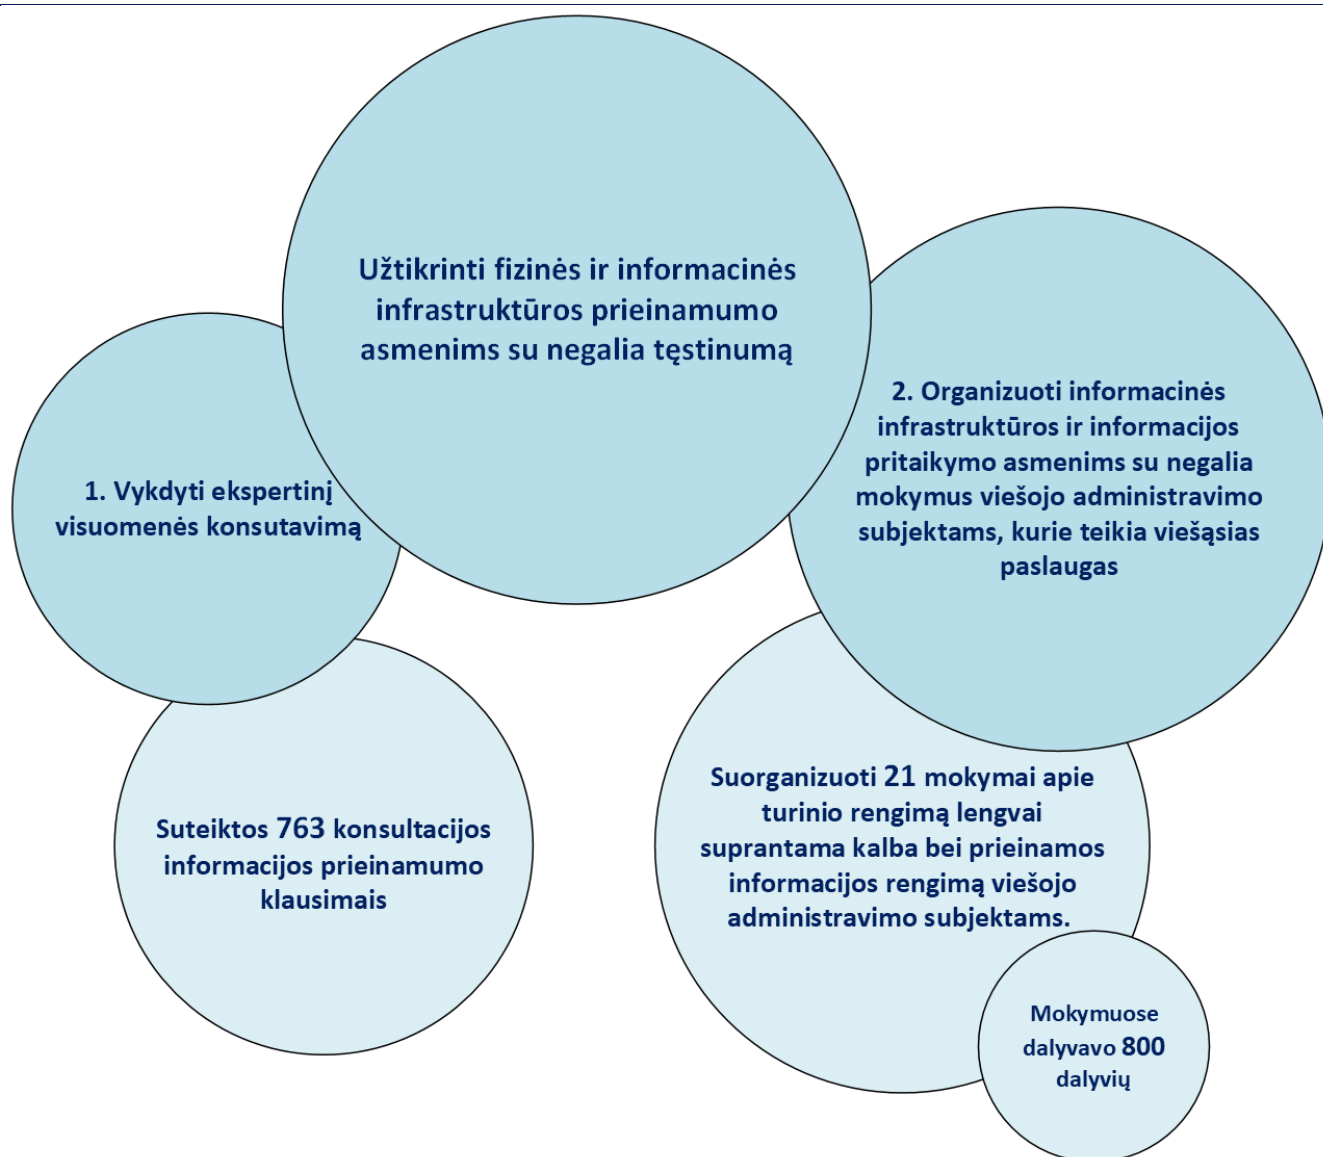 Užtikrinti fizinės ir informacinės
infrastruktūros prieinamumo
asmenims su negalia tęstinumą
1. Vykdyti ekspertinį
visuomenės konsutavimą
2. Organizuoti informacinės
infrastruktūros ir informacijos
pritaikymo asmenims su negalia
mokymus viešojo administravimo
subjektams, kurie teikia viešąsias
paslaugas
Suteiktos 763 konsultacijos
informacijos prieinamumo
klausimais
Suorganizuoti 21 mokymai apie
turinio rengimą lengvai
suprantama kalba bei prieinamos
informacijos rengimą viešojo
administravimo subjektams.
Mokymuose
dalyvavo 800
dalyvių